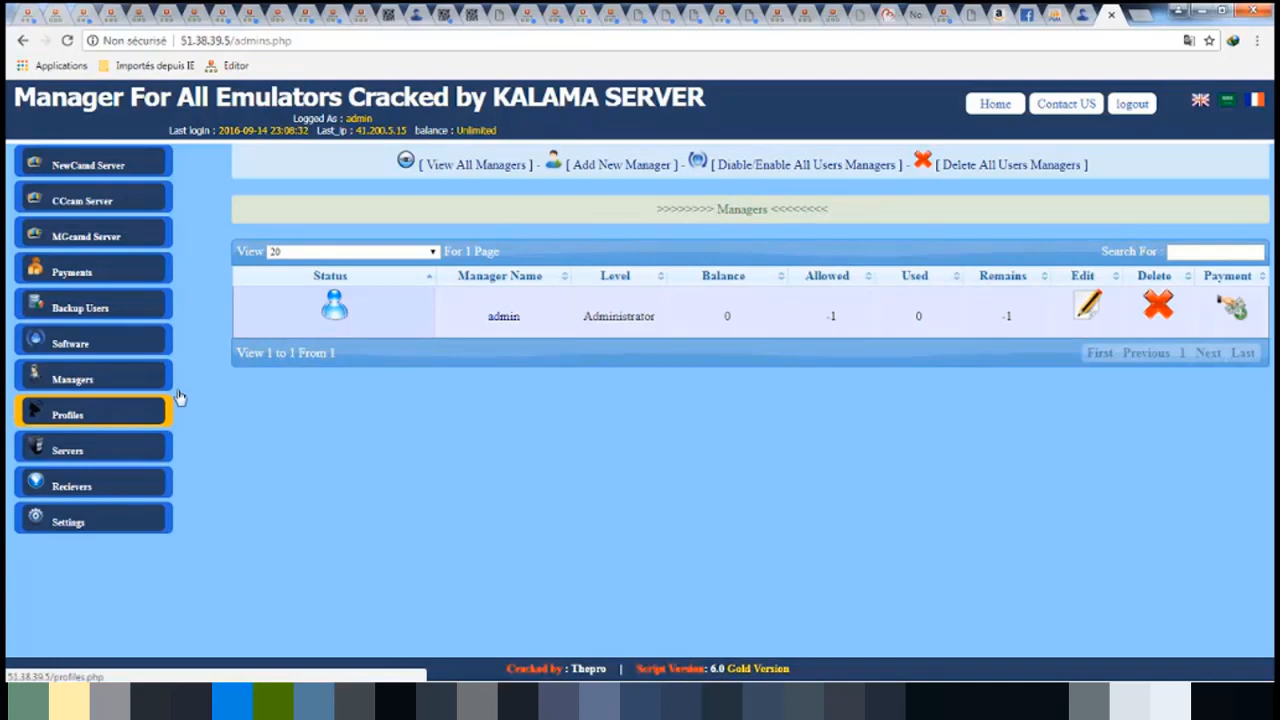 No
Non sécurisé | 51.38.39.5/admins.php
Applications Importés depuis IE Editor
Manager For All Emulators Cracked by KALAMA SERVER
Logged As : admin
Last login : 2016-09-14 23:08:32 Last_ip : 41.200.5.15 balance : Unlimited
Home Contact US logout
NewCamd Server
CCcam Server
MGcamd Server
Payments
Backup Users
Software
Managers
Profiles
Servers
Recievers
Settings
[ View All Managers ] - [ Add New Manager ] - [ Diable/Enable All Users Managers ] - [ Delete All Users Managers ]
>>>>>>>> Managers <<<<<<<<
View 20 For 1 Page Search For :
Status Manager Name Level Balance Allowed Used Remains Edit Delete Payment
admin Administrator 0 -1 0 -1
View 1 to 1 From 1 First Previous 1 Next Last
Cracked by : Thepro | Script Version: 6.0 Gold Version
51.38.39.5/profiles.php